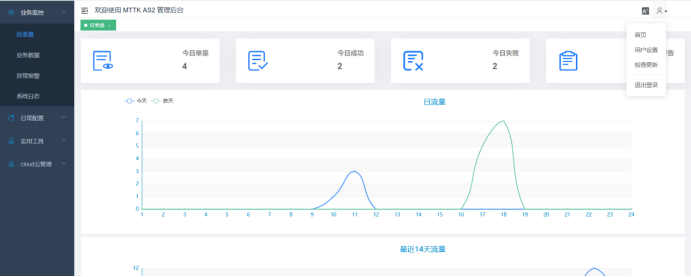 业务监控
欢迎使用 MTTK AS2 管理后台
仪表盘
仪表盘
业务数据
异常报警
系统日志
日常配置
实用工具
cloud云管理
今日单量
4
今日成功
2
今日失败
2
首页
用户设置
检查更新
退出登录
今天
昨天
日流量
7
6
5
4
3
2
1
0
1 2 3 4 5 6 7 8 9 10 11 12 13 14 15 16 17 18 19 20 21 22 23 24
最近14天流量
12